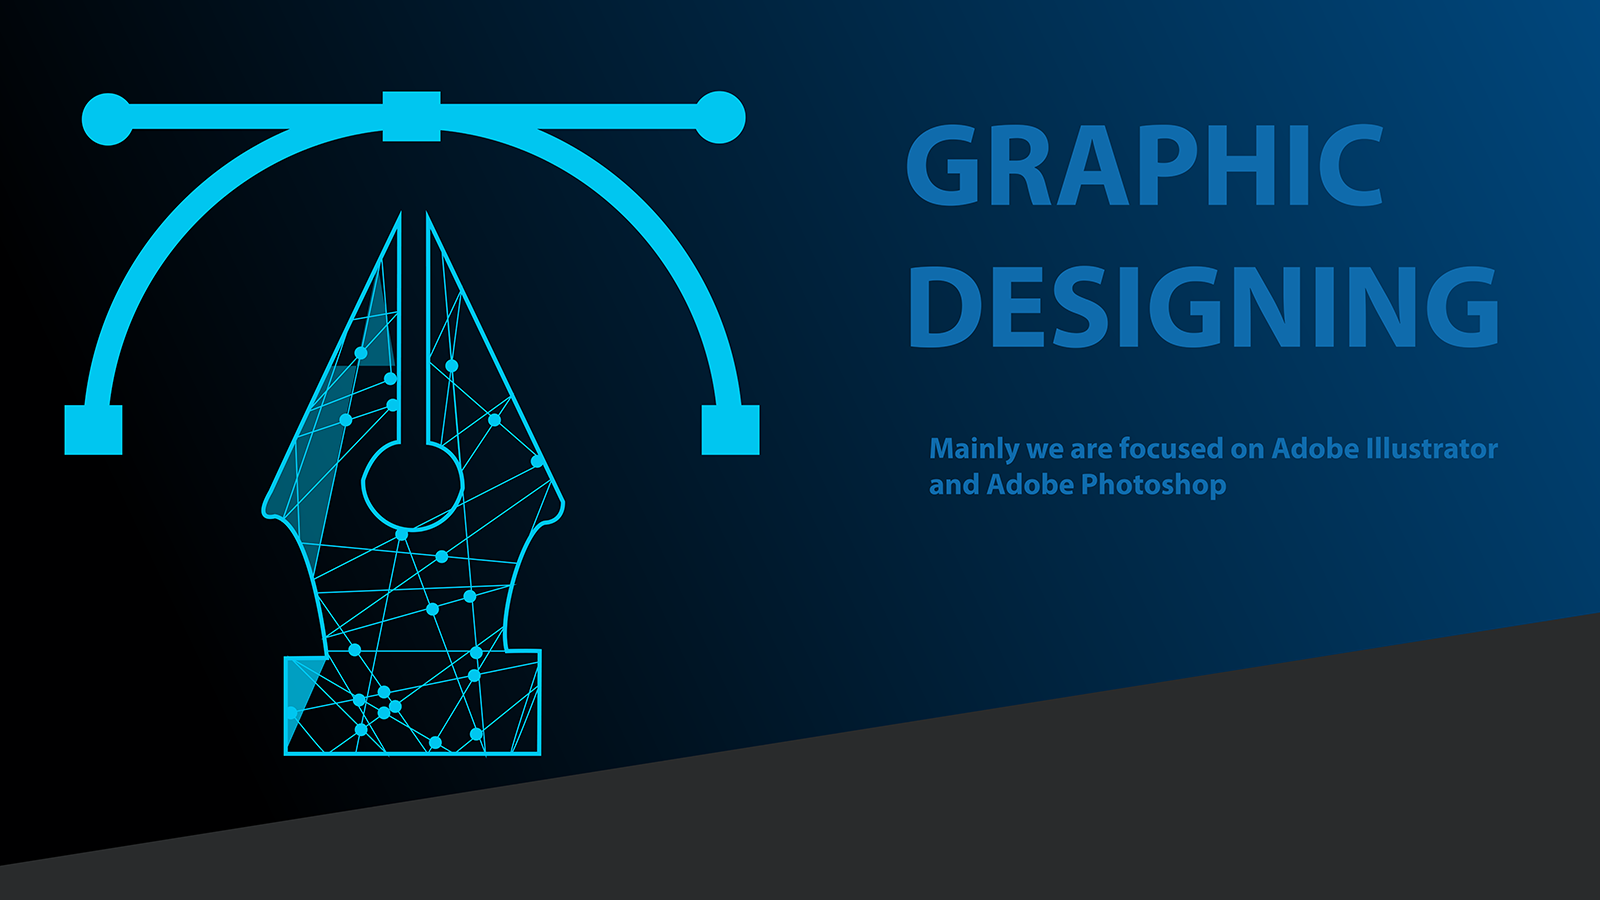 GRAPHIC
DESIGNING
Mainly we are focused on Adobe Illustrator
and Adobe Photoshop